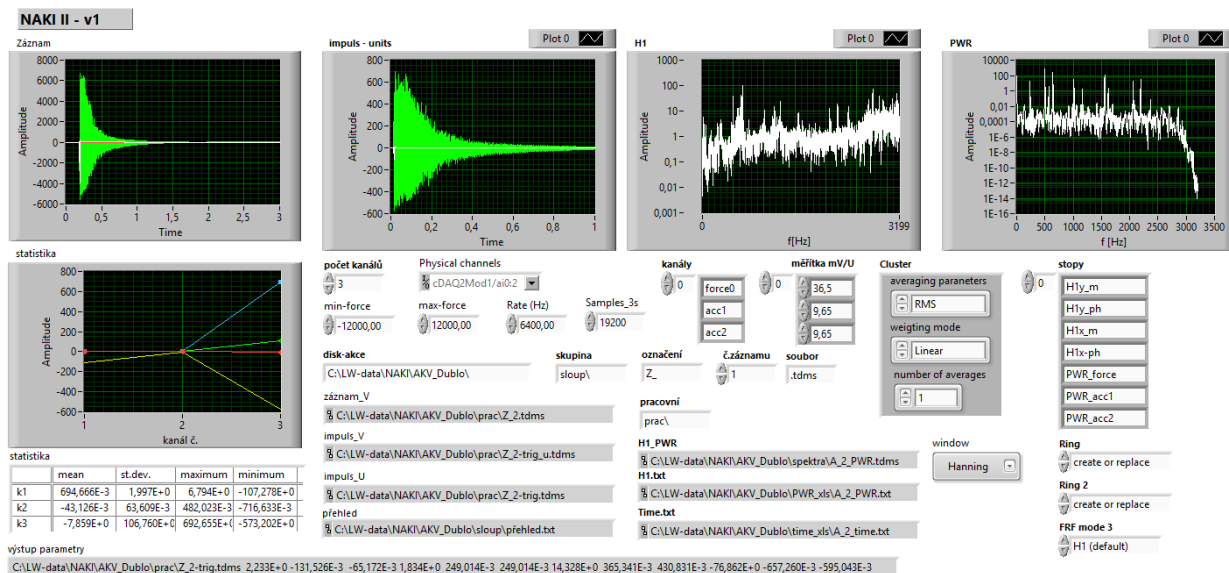 NAKI II - v1
Záznam
Amplitude
8000
6000
4000
2000
0
-2000
-4000
-6000
0 0,5 1 1,5 2 2,5 3
Time
impuls - units
Plot 0
Amplitude
800
600
400
200
0
-200
-400
-600
0 0,2 0,4 0,6 0,8 1
Time
H1
Plot 0
Amplitude
1000
100
10
1
0,1
0,01
0,001
0 3199
f[Hz]
PWR
Plot 0
Amplitude
10000
100
1
0,01
0,0001
1E-6
1E-8
1E-10
1E-12
1E-14
1E-16
0 500 1000 1500 2000 2500 3000 3500
f [Hz]
statistika
Amplitude
800
600
400
200
0
-200
-400
-600
1 2 3
kanál č.
počet kanálů
3
Physical channels
cDAQ2Mod1/ai0:2
min-force
-12000,00
max-force
12000,00
Rate (Hz)
6400,00
Samples_3s
19200
kanály
0
force0
acc1
acc2
měřítka mV/U
0
36,5
9,65
9,65
Cluster
averaging paraneters
RMS
weigting mode
Linear
number of averages
1
stopy
0
H1y_m
H1y_ph
H1x_m
H1x-ph
PWR_force
PWR_acc1
PWR_acc2
disk-akce
C:\LW-data\NAKI\AKV_Dublo\
skupina
sloup\
označení
Z_
č.záznamu
1
soubor
.tdms
záznam_V
C:\LW-data\NAKI\AKV_Dublo\prac\Z_2.tdms
pracovní
prac\
impuls_V
C:\LW-data\NAKI\AKV_Dublo\prac\Z_2-trig_u.tdms
H1_PWR
C:\LW-data\NAKI\AKV_Dublo\spektra\A_2_PWR.tdms
impuls_U
C:\LW-data\NAKI\AKV_Dublo\prac\Z_2-trig.tdms
H1.txt
C:\LW-data\NAKI\AKV_Dublo\PWR_xls\A_2_PWR.txt
přehled
C:\LW-data\NAKI\AKV_Dublo\sloup\přehled.txt
Time.txt
C:\LW-data\NAKI\AKV_Dublo\time_xls\A_2_time.txt
window
Hanning
Ring
create or replace
Ring 2
create or replace
FRF mode 3
H1 (default)
statistika
mean st.dev. maximum minimum
k1 694,666E-3 1,997E+0 6,794E+0 -107,278E+0
k2 -43,126E-3 63,609E-3 482,023E-3 -716,633E-3
k3 -7,859E+0 106,760E+0 692,655E+0 -573,202E+0
výstup parametry
C:\LW-data\NAKI\AKV_Dublo\prac\Z_2-trig.tdms 2,233E+0 -131,526E-3 -65,172E-3 1,834E+0 249,014E-3 249,014E-3 14,328E+0 365,341E-3 430,831E-3 -76,862E+0 -657,260E-3 -595,043E-3